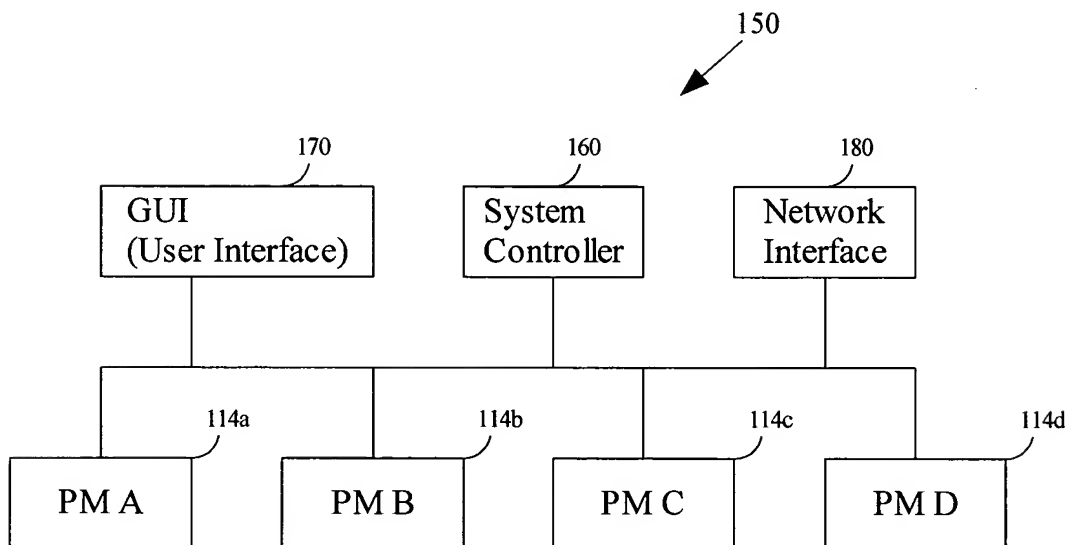 150
170
160
180
GUI
(User Interface)
System
Controller
Network
Interface
114a
114b
114c
114d
PM A
PM B
PM C
PM D